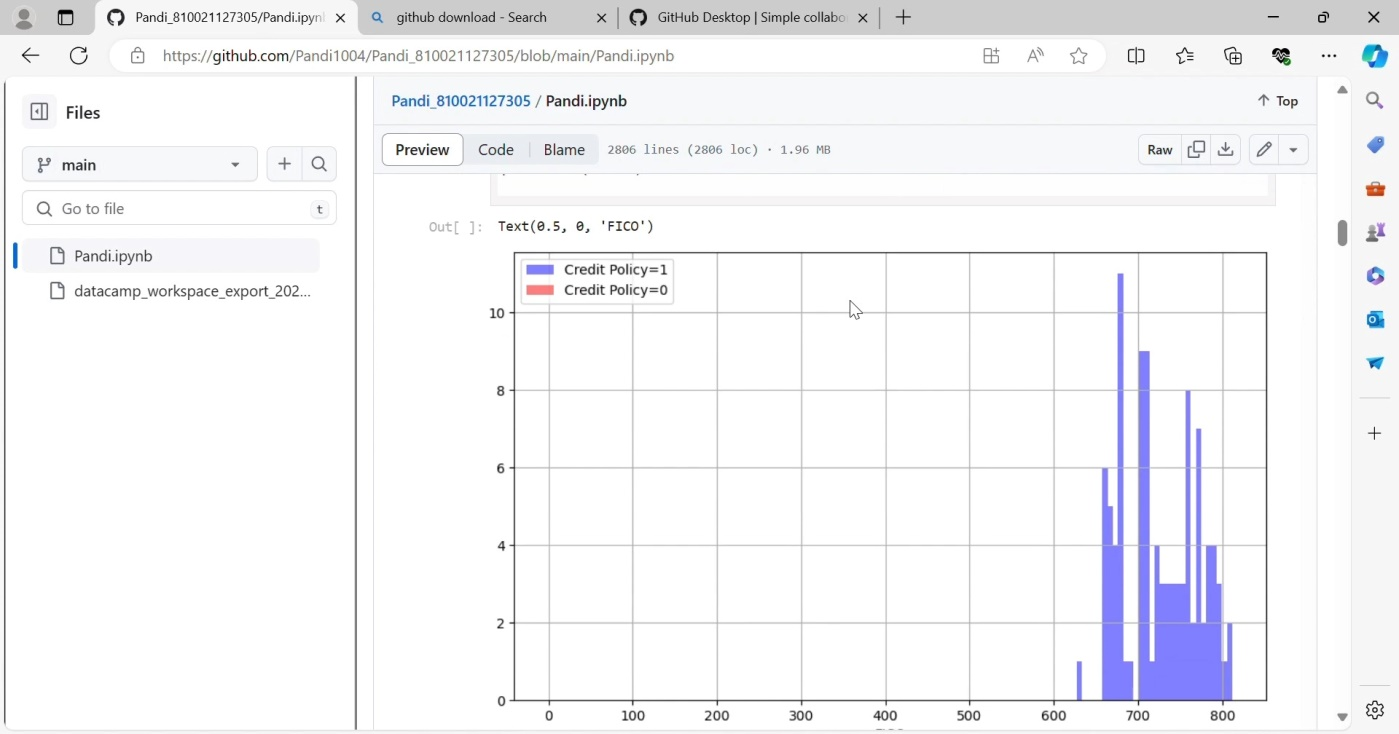 Pandi_810021127305/Pandi.ipyn
github download - Search
GitHub Desktop | Simple collabo
https://github.com/Pandi1004/Pandi_810021127305/blob/main/Pandi.ipynb
Files
main
Go to file
t
Pandi.ipynb
datacamp_workspace_export_202...
Pandi_810021127305 / Pandi.ipynb
Top
Preview
Code
Blame
2806 lines (2806 loc) · 1.96 MB
Raw
Out[ ]:
Text(0.5, 0, 'FICO')
Credit Policy=1
Credit Policy=0
10
8
6
4
2
0
0 100 200 300 400 500 600 700 800